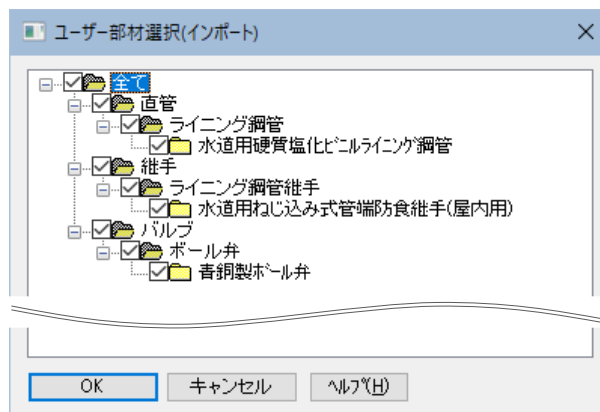 ユーザー部材選択(インポート)
全て
直管
ライニング鋼管
水道用硬質塩化ﾋﾞﾆﾙﾗｲﾆﾝｸﾞ鋼管
継手
ライニング鋼管継手
水道用ねじ込み式管端防食継手(屋内用)
バルブ
ボール弁
青銅製ﾎﾞｰﾙ弁
OK キャンセル ﾍﾙﾌﾟ(H)